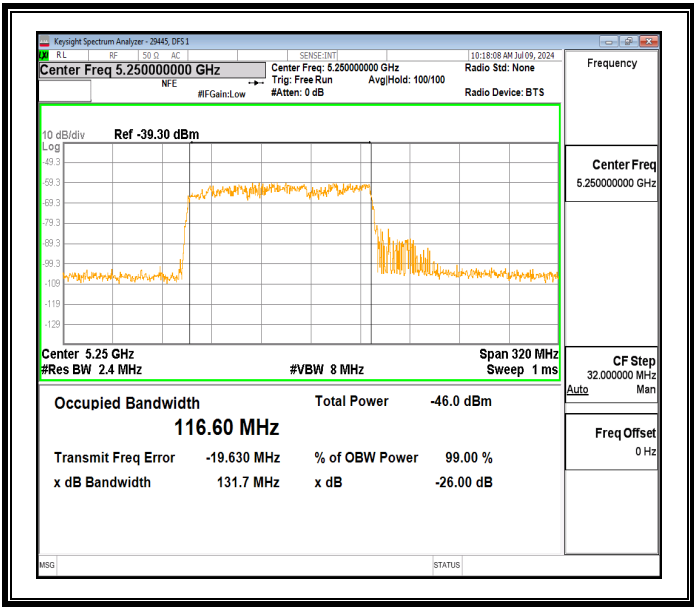 Keysight Spectrum Analyzer - 29445, DFS 1
LXI RL RF 50 Ω AC SENSE:INT 10:18:08 AM Jul 09, 2024
Center Freq 5.250000000 GHz
NFE
#IFGain:Low
Center Freq: 5.250000000 GHz
Trig: Free Run Avg|Hold: 100/100
#Atten: 0 dB
Radio Std: None
Radio Device: BTS
10 dB/div Ref -39.30 dBm
Log
-49.3
-59.3
-69.3
-79.3
-89.3
-99.3
-109
-119
-129
Center 5.25 GHz Span 320 MHz
#Res BW 2.4 MHz #VBW 8 MHz Sweep 1 ms
Occupied Bandwidth Total Power -46.0 dBm
116.60 MHz
Transmit Freq Error -19.630 MHz % of OBW Power 99.00 %
x dB Bandwidth 131.7 MHz x dB -26.00 dB
Frequency
Center Freq
5.250000000 GHz
CF Step
32.000000 MHz
Auto Man
Freq Offset
0 Hz
MSG STATUS